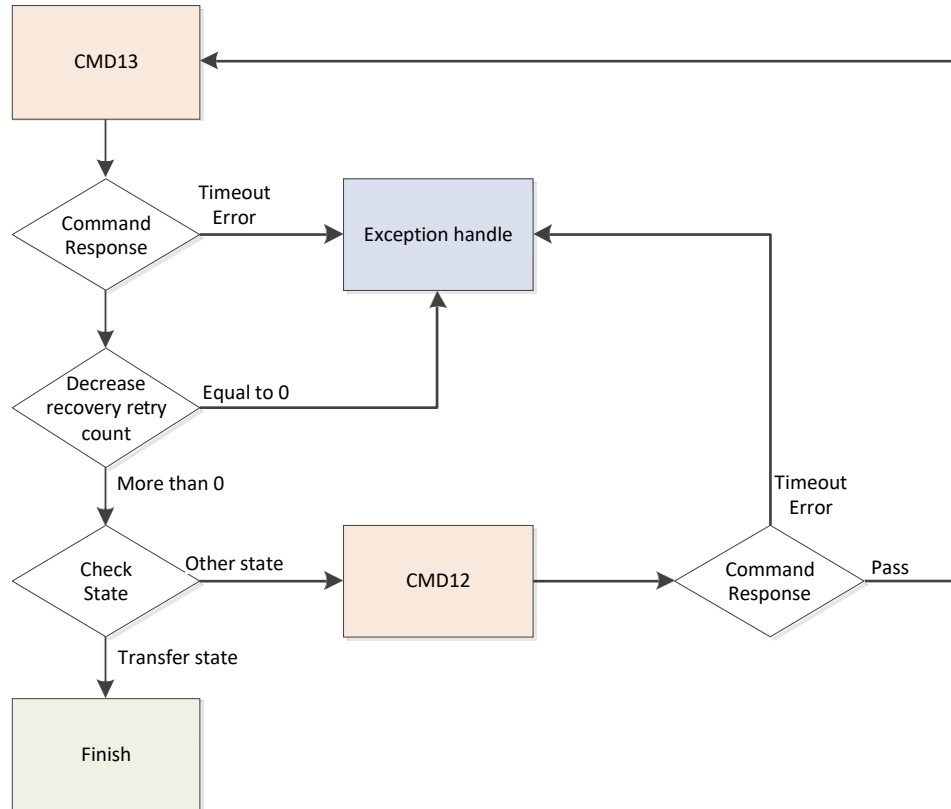 CMD13
Timeout
Error
Command
Response
Exception handle
Decrease
recovery retry
count
Equal to 0
More than 0
Timeout
Error
Check
State
Other state
CMD12
Command
Response
Pass
Transfer state
Finish